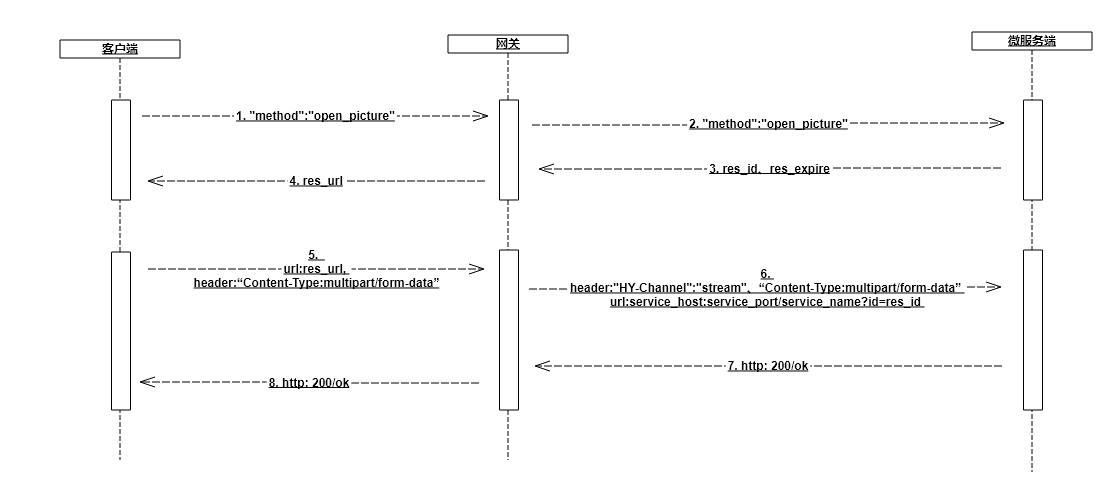 客户端
网关
微服务端
1. "method":"open_picture"
2. "method":"open_picture"
3. res_id、res_expire
4. res_url
5.
url:res_url,
header:“Content-Type:multipart/form-data”
6.
header:"HY-Channel":"stream"、“Content-Type:multipart/form-data”
url:service_host:service_port/service_name?id=res_id
7. http: 200/ok
8. http: 200/ok